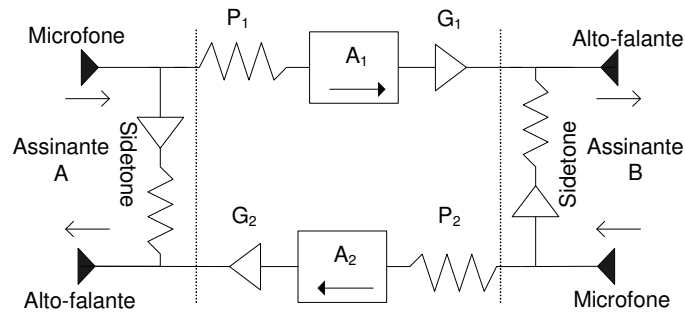 Microfone
P1
A1
G1
Alto-falante
Sidetone
Assinante
A
Sidetone
Assinante
B
G2
A2
P2
Alto-falante
Microfone